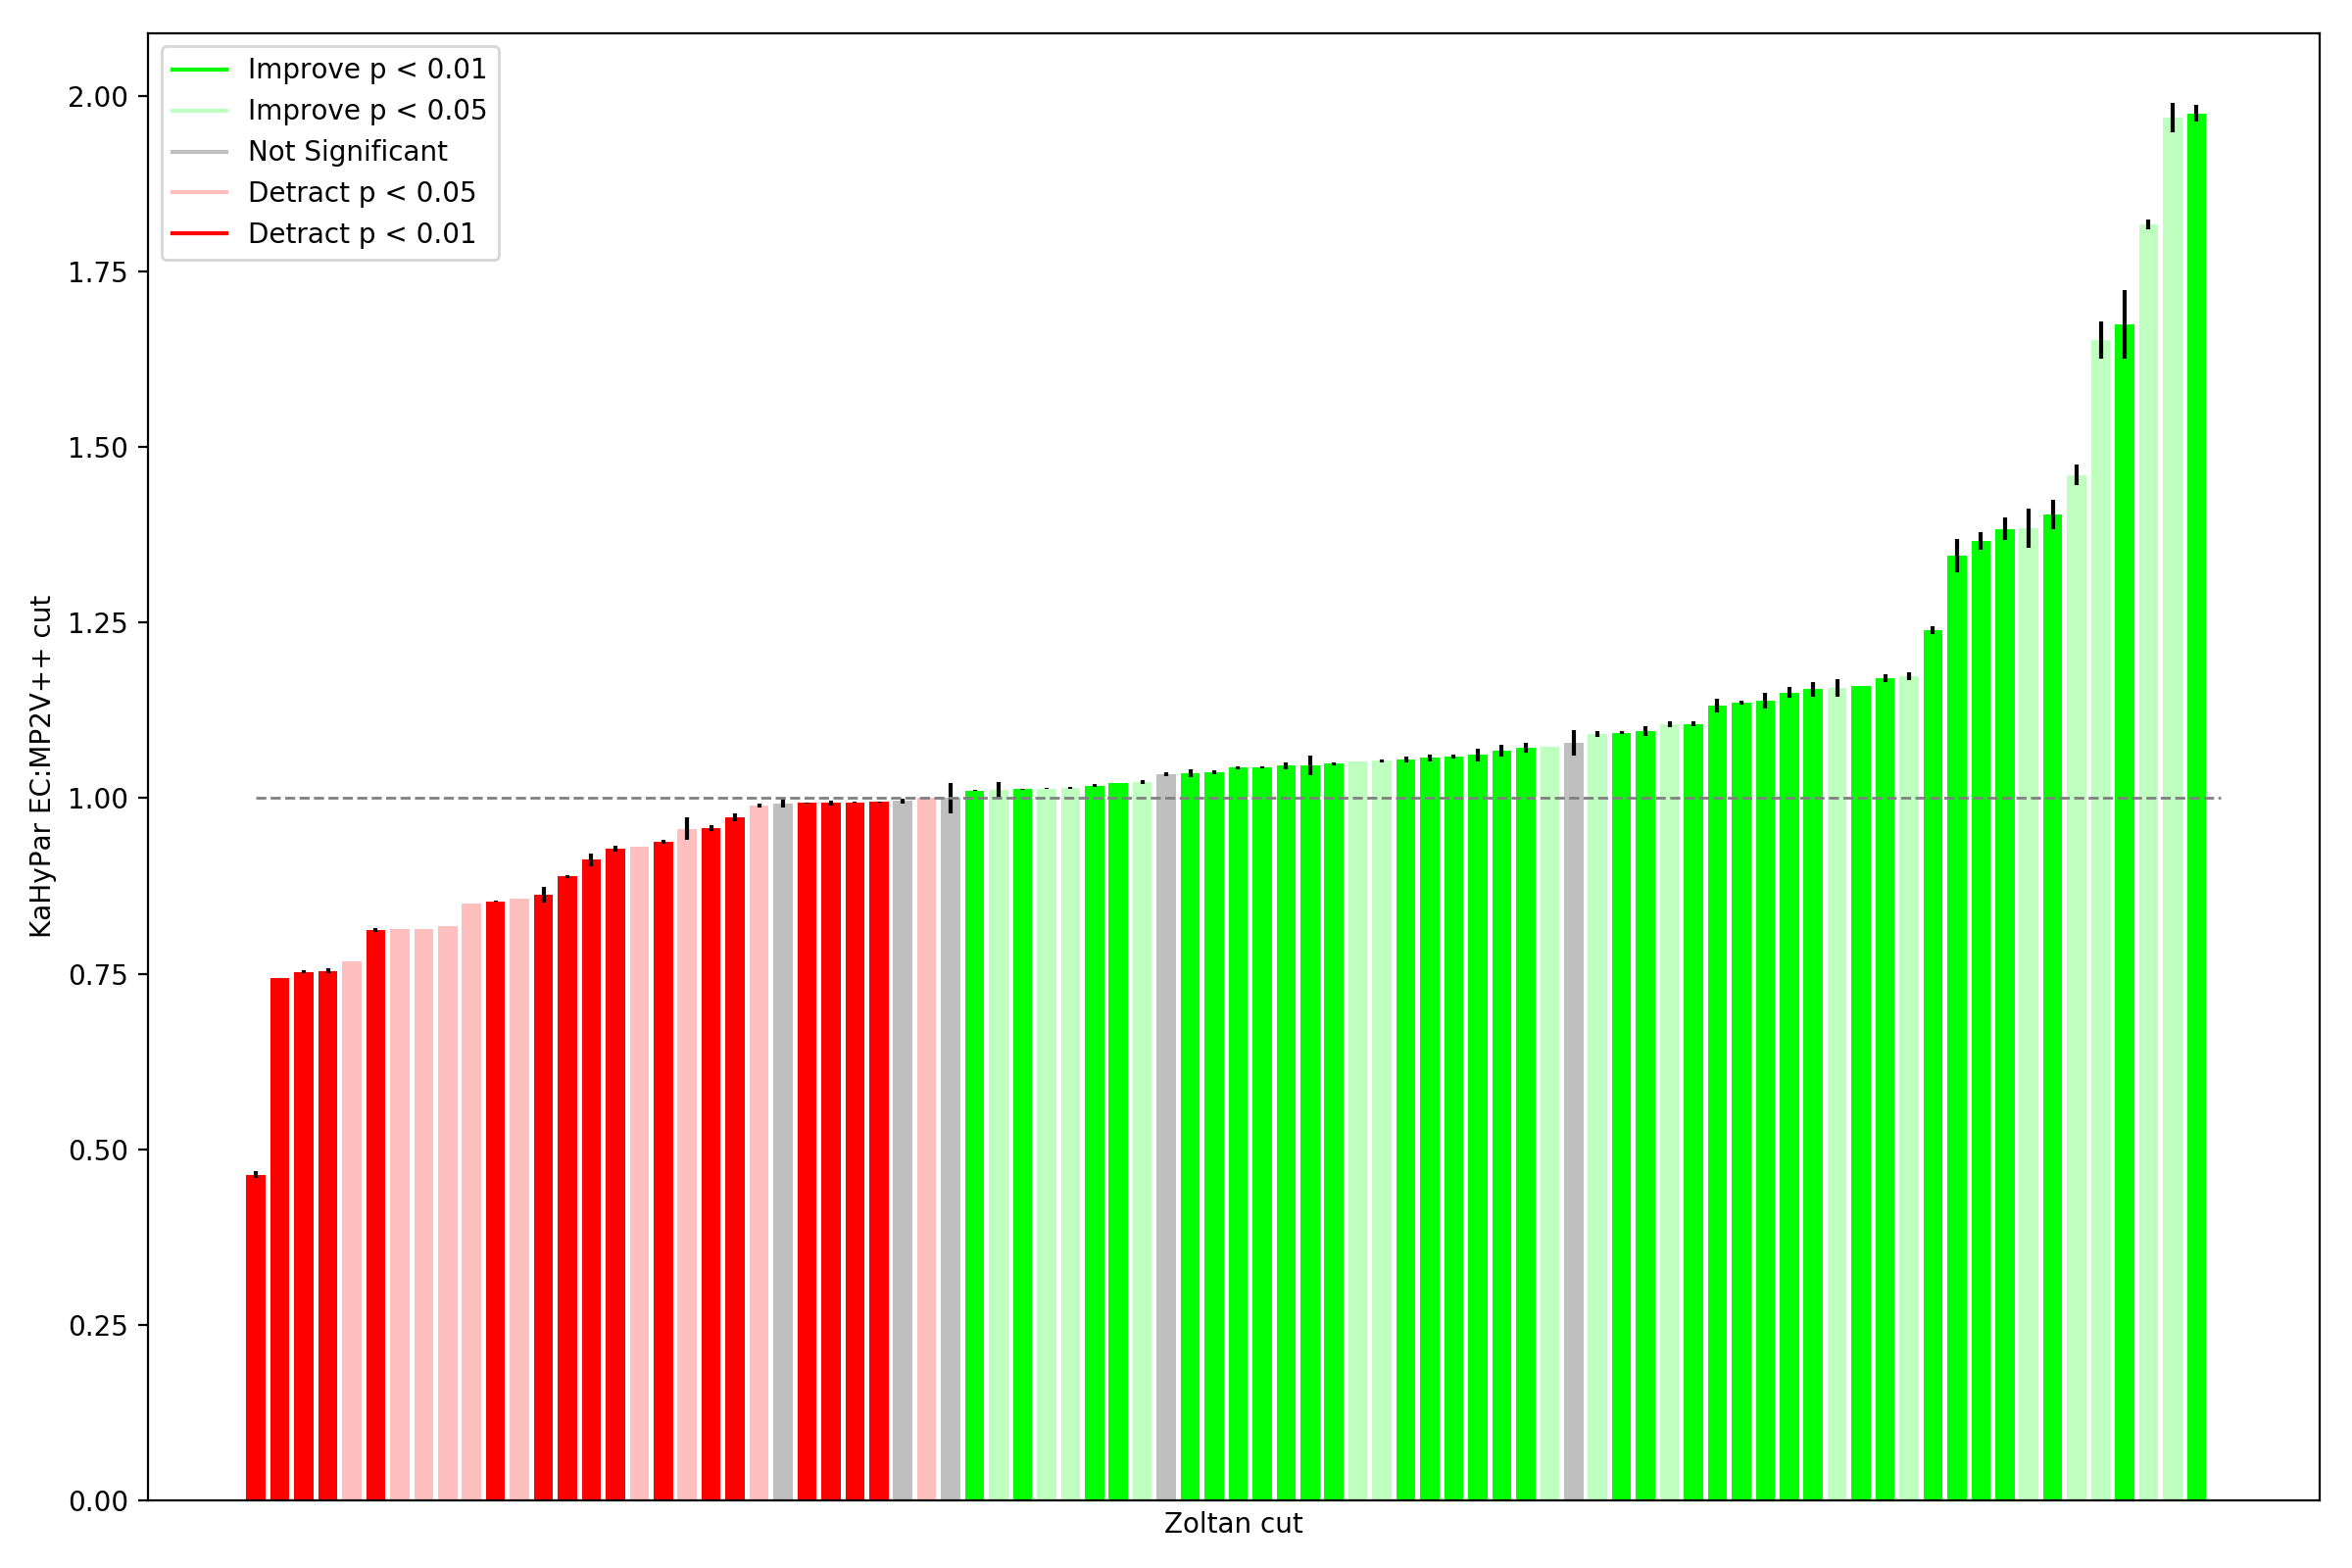 Improve p < 0.01
Improve p < 0.05
Not Significant
Detract p < 0.05
Detract p < 0.01
2.00
1.75
1.50
1.25
1.00
0.75
0.50
0.25
0.00
KaHyPar EC:MP2V++ cut
Zoltan cut